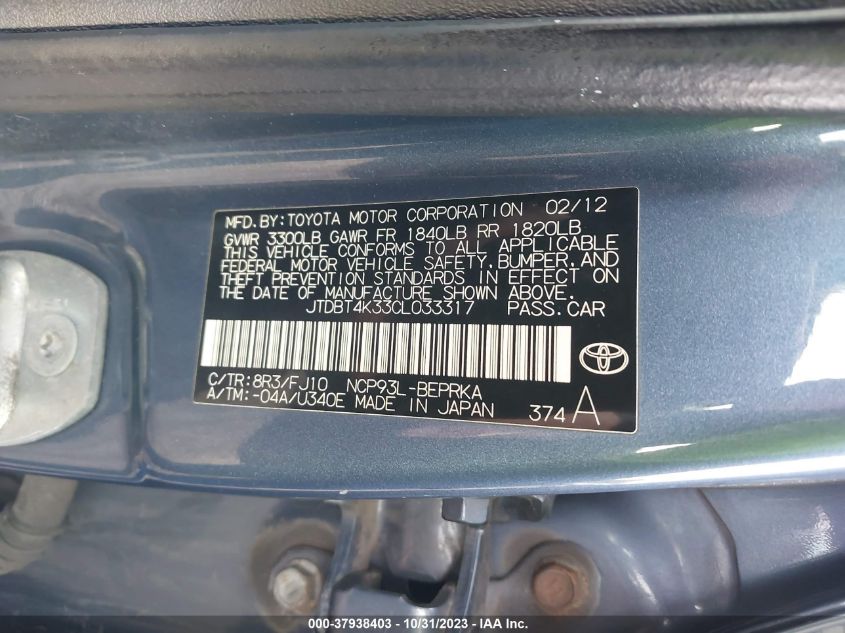 MFD.BY:TOYOTA MOTOR CORPORATION 02/12
GVWR 3300LB GAWR FR 1840LB RR 1820LB
THIS VEHICLE CONFORMS TO ALL APPLICABLE
FEDERAL MOTOR VEHICLE SAFETY,BUMPER,AND
THEFT PREVENTION STANDARDS IN EFFECT ON
THE DATE OF MANUFACTURE SHOWN ABOVE.
JTDBT4K33CL033317 PASS.CAR
C/TR:8R3/FJ10 NCP93L-BEPRKA
A/TM:-04A/U340E MADE IN JAPAN 374 A
000-37938403 - 10/31/2023 - IAA Inc.